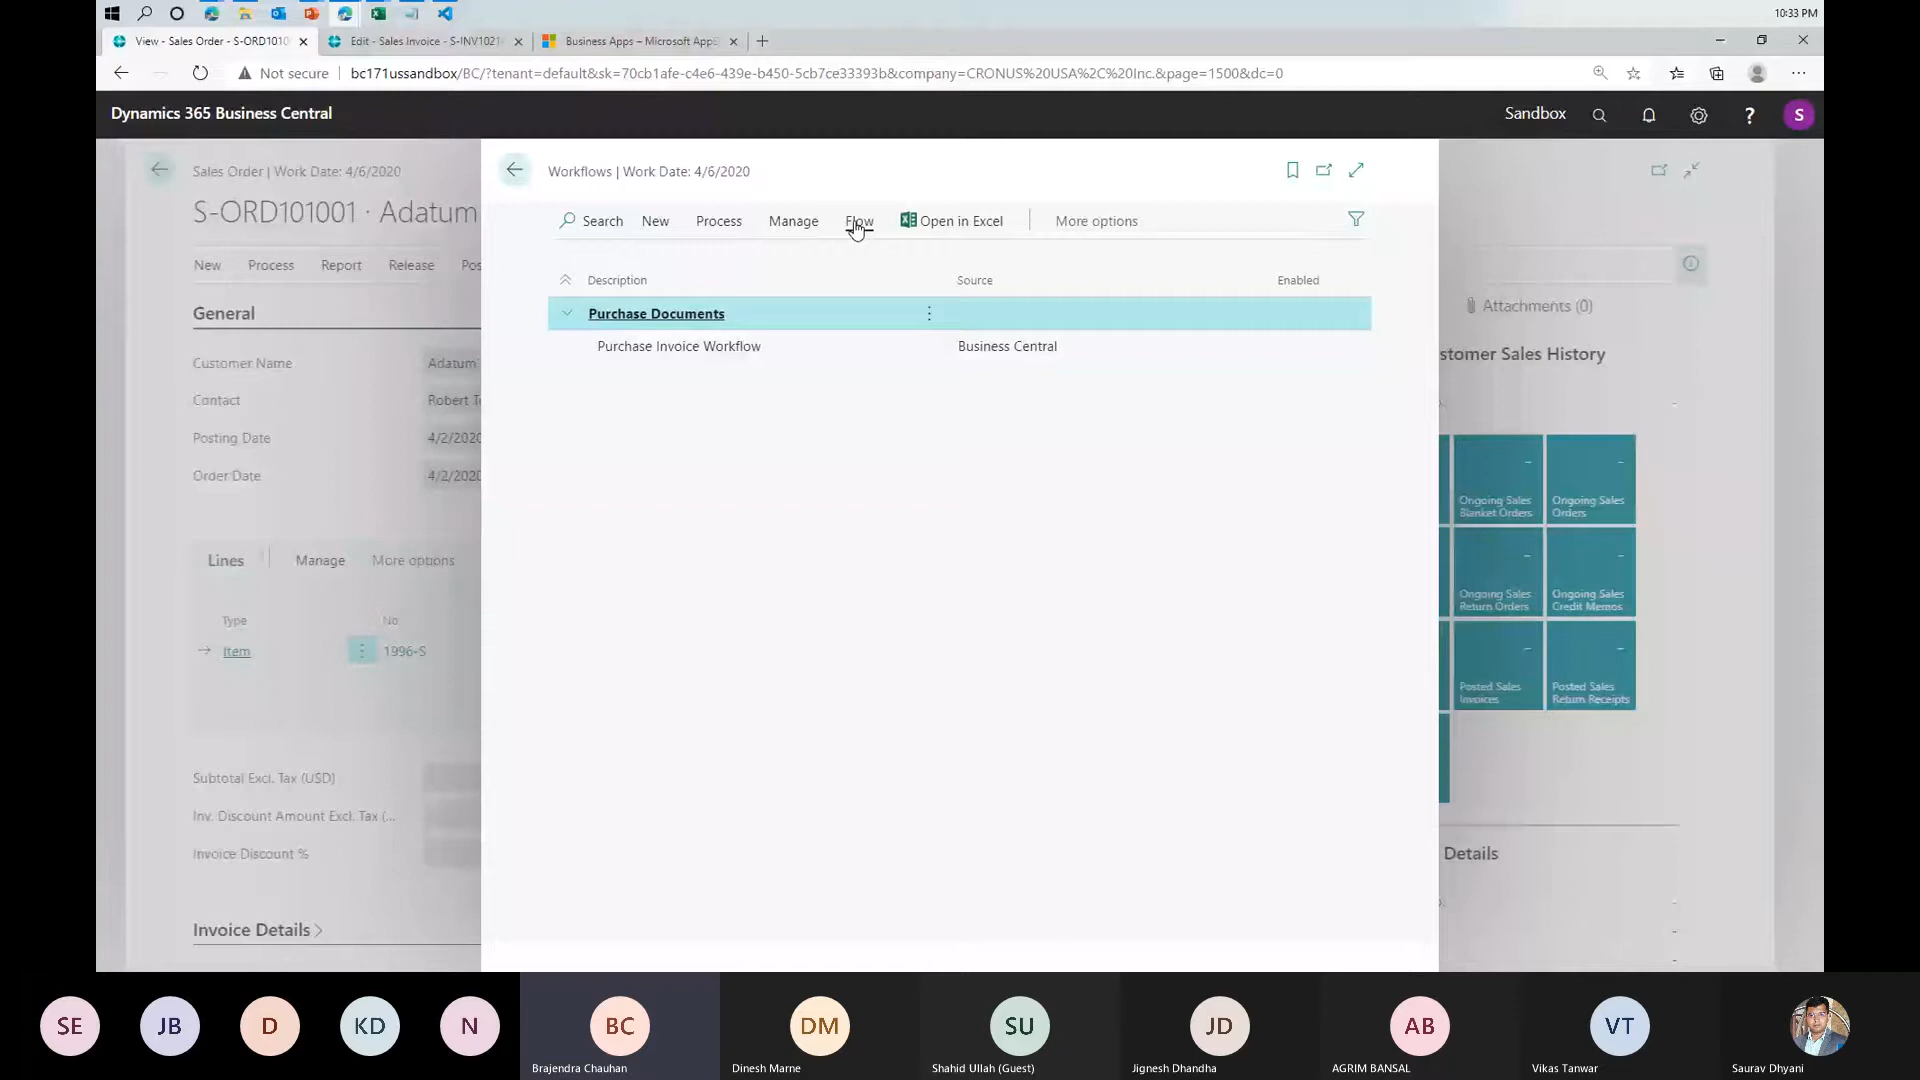 10:33 PM
View - Sales Order - S-ORD1010
Edit - Sales Invoice - S-INV1021
Business Apps – Microsoft AppS
Not secure
bc171ussandbox/BC/?tenant=default&sk=70cb1afe-c4e6-439e-b450-5cb7ce33393b&company=CRONUS%20USA%2C%20Inc.&page=1500&dc=0
Dynamics 365 Business Central
Sandbox
?
S
Sales Order | Work Date: 4/6/2020
Workflows | Work Date: 4/6/2020
S-ORD101001 · Adatum
Search
New
Process
Manage
Flow
Open in Excel
More options
New
Process
Report
Release
Pos
Description
Source
Enabled
General
Purchase Documents
Attachments (0)
Purchase Invoice Workflow
Business Central
stomer Sales History
Customer Name
Adatum
Contact
Robert T
Posting Date
4/2/2020
Order Date
4/2/2020
Ongoing Sales
Blanket Orders
Ongoing Sales
Orders
Lines
Manage
More options
Ongoing Sales
Return Orders
Ongoing Sales
Credit Memos
Type
No
Item
1996-S
Posted Sales
Invoices
Posted Sales
Return Receipts
Subtotal Excl. Tax (USD)
Inv. Discount Amount Excl. Tax (...
Invoice Discount %
Details
Invoice Details
SE
JB
D
KD
N
BC
DM
SU
JD
AB
VT
Brajendra Chauhan
Dinesh Marne
Shahid Ullah (Guest)
Jignesh Dhandha
AGRIM BANSAL
Vikas Tanwar
Saurav Dhyani